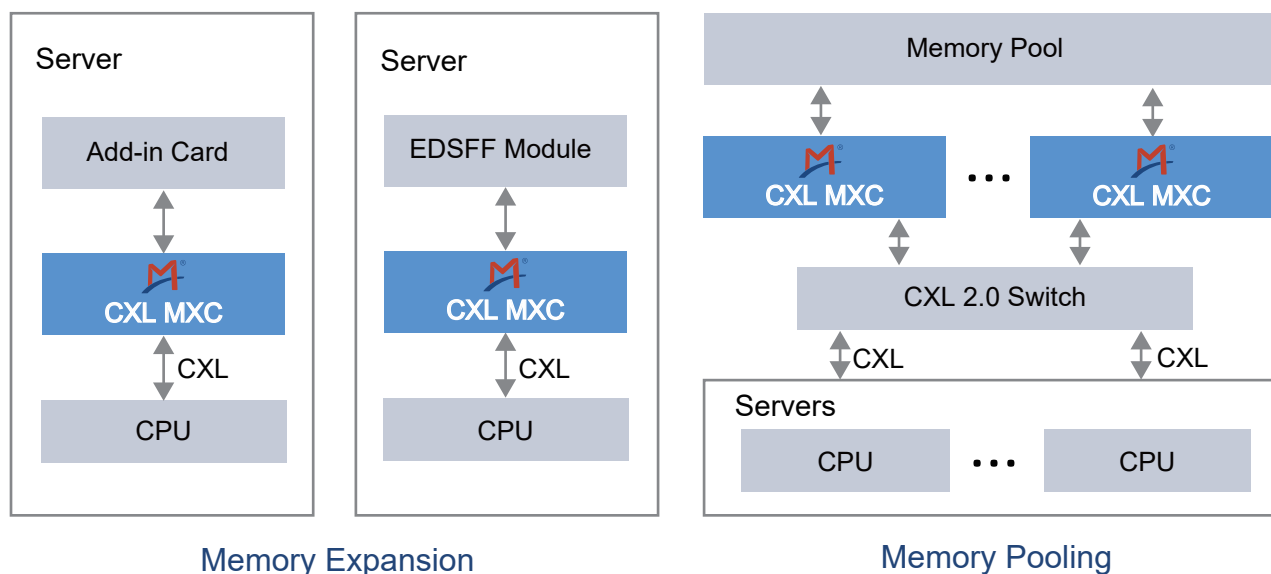 Server
Add-in Card
CXL MXC
CXL
CPU
Server
EDSFF Module
CXL MXC
CXL
CPU
Memory Expansion
Memory Pool
CXL MXC
...
CXL MXC
CXL 2.0 Switch
CXL
CXL
Servers
CPU
...
CPU
Memory Pooling